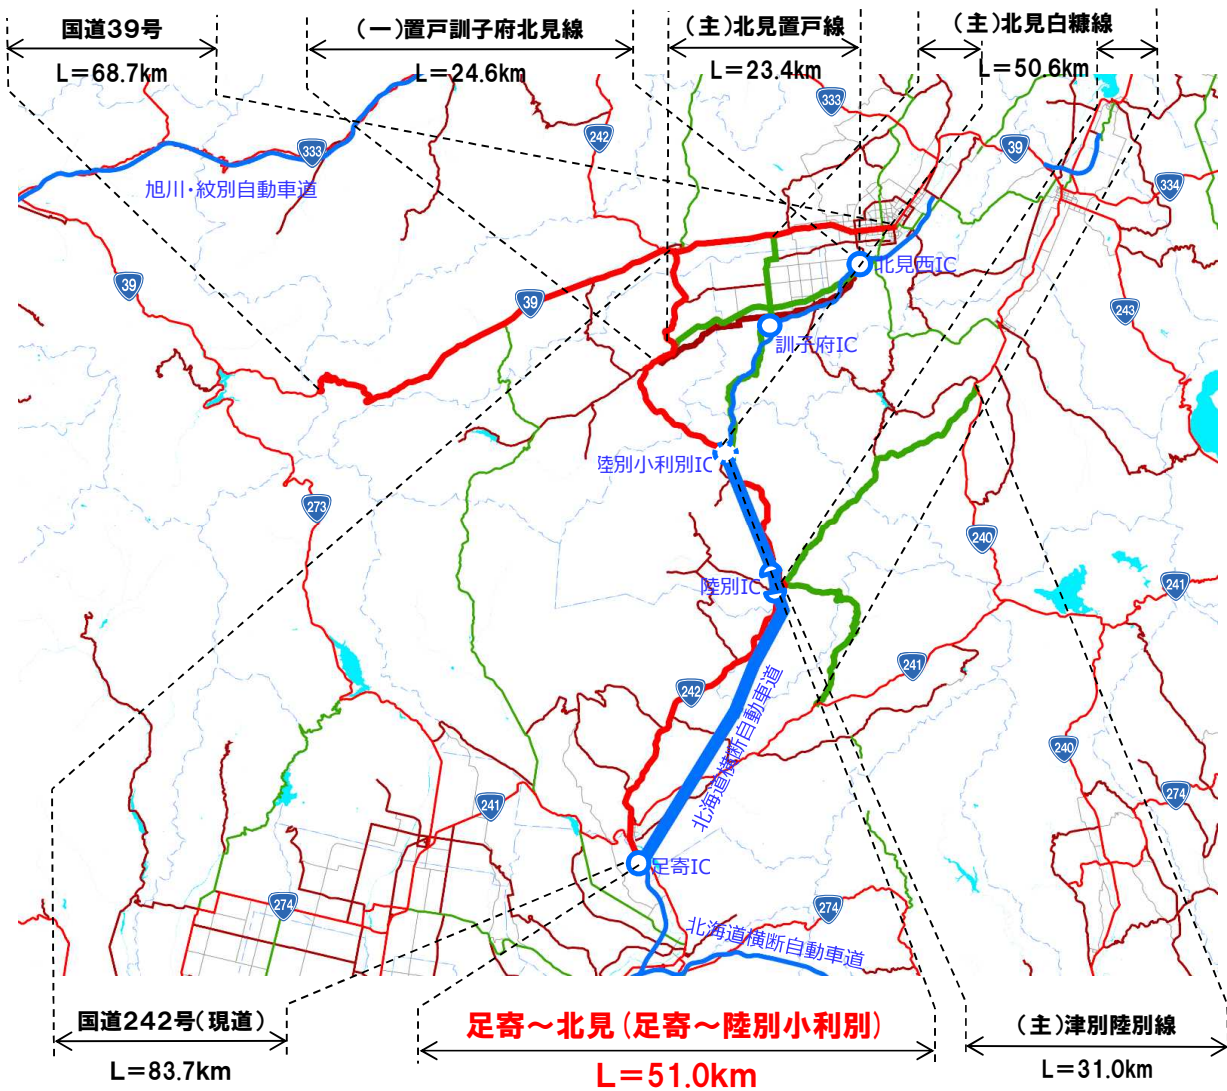 国道39号
L=68.7km
(一)置戸訓子府北見線
L=24.6km
(主)北見置戸線
L=23.4km
(主)北見白糠線
L=50.6km
333
242
333
39
334
旭川・紋別自動車道
39
39
北見西IC
243
訓子府IC
陸別小利別IC
273
240
陸別IC
241
241
242
北海道横断自動車道
240
241
274
足寄IC
274
274
北海道横断自動車道
国道242号(現道)
L=83.7km
足寄~北見(足寄~陸別小利別)
L=51.0km
(主)津別陸別線
L=31.0km